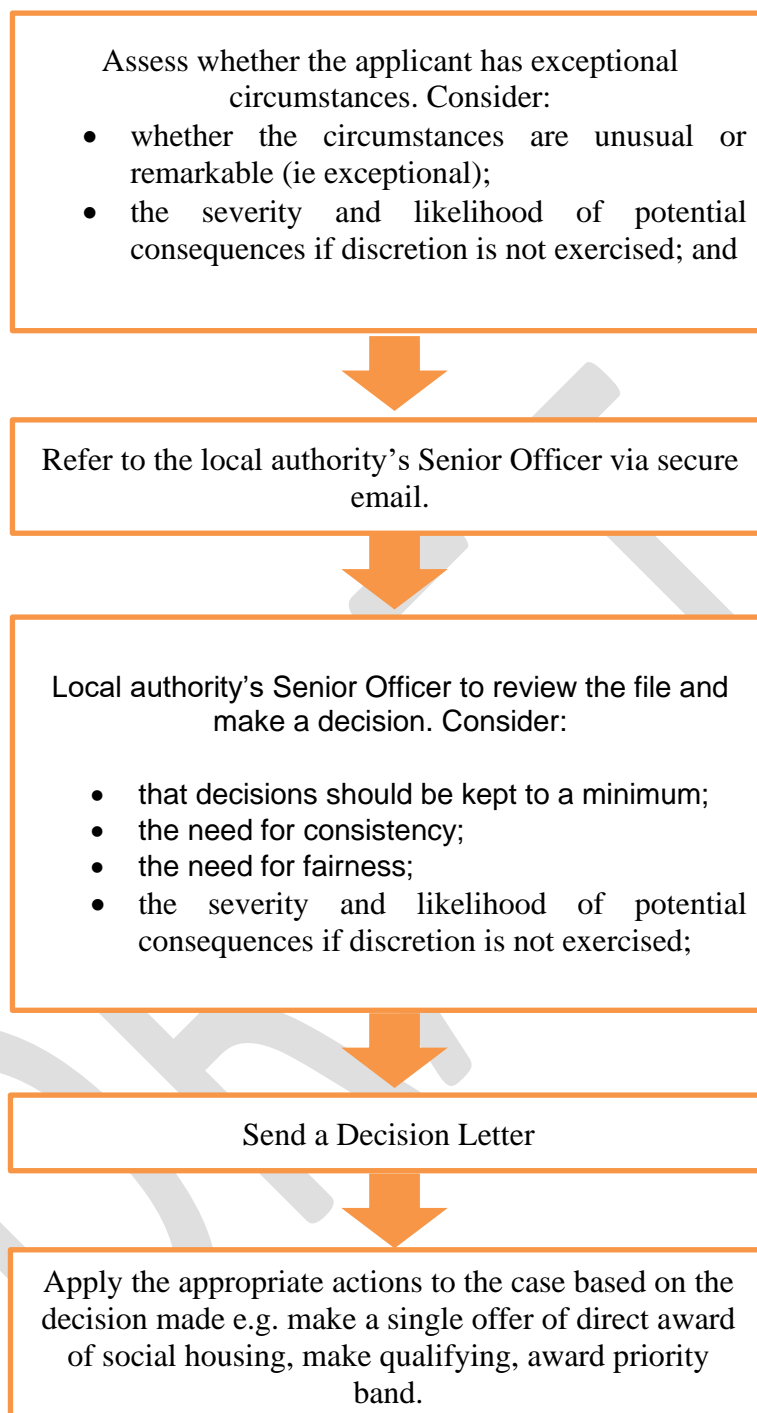 Assess whether the applicant has exceptional
circumstances. Consider:
• whether the circumstances are unusual or
remarkable (ie exceptional);
• the severity and likelihood of potential
consequences if discretion is not exercised; and
Refer to the local authority’s Senior Officer via secure
email.
Local authority’s Senior Officer to review the file and
make a decision. Consider:
• that decisions should be kept to a minimum;
• the need for consistency;
• the need for fairness;
• the severity and likelihood of potential
consequences if discretion is not exercised;
Send a Decision Letter
Apply the appropriate actions to the case based on the
decision made e.g. make a single offer of direct award
of social housing, make qualifying, award priority
band.